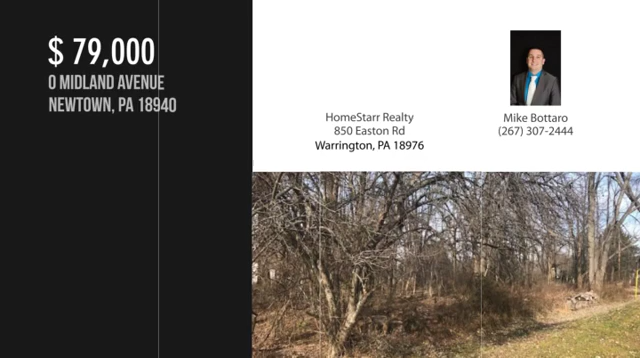 $ 79,000
0 MIDLAND AVENUE
NEWTOWN, PA 18940
HomeStarr Realty
850 Easton Rd
Warrington, PA 18976
Mike Bottaro
(267) 307-2444